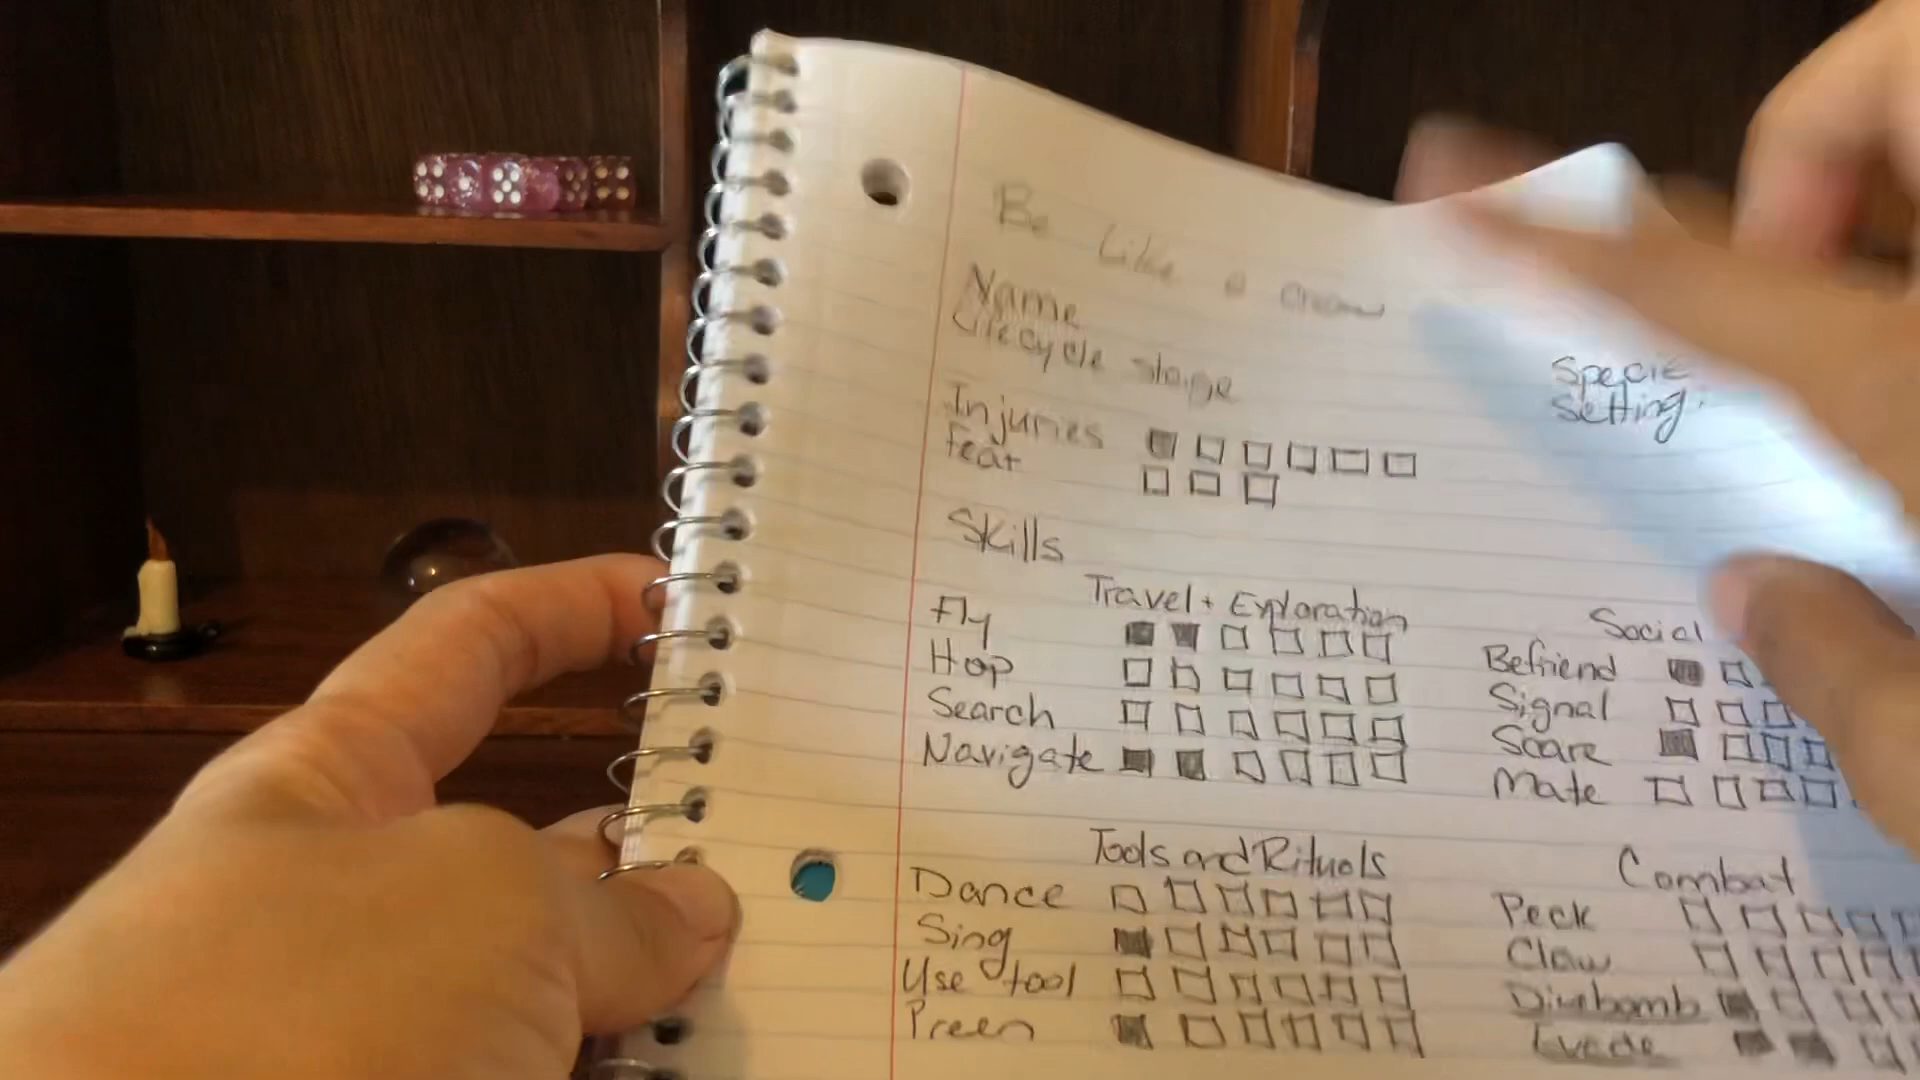 Be Like a crow
Name
Lifecycle stage
Species
Setting:
Injuries
Feat
Skills
Travel + Exploration
Fly
Hop
Search
Navigate
Social
Befriend
Signal
Scare
Mate
Tools and Rituals
Dance
Sing
Use tool
Preen
Combat
Peck
Claw
Divebomb
Evade